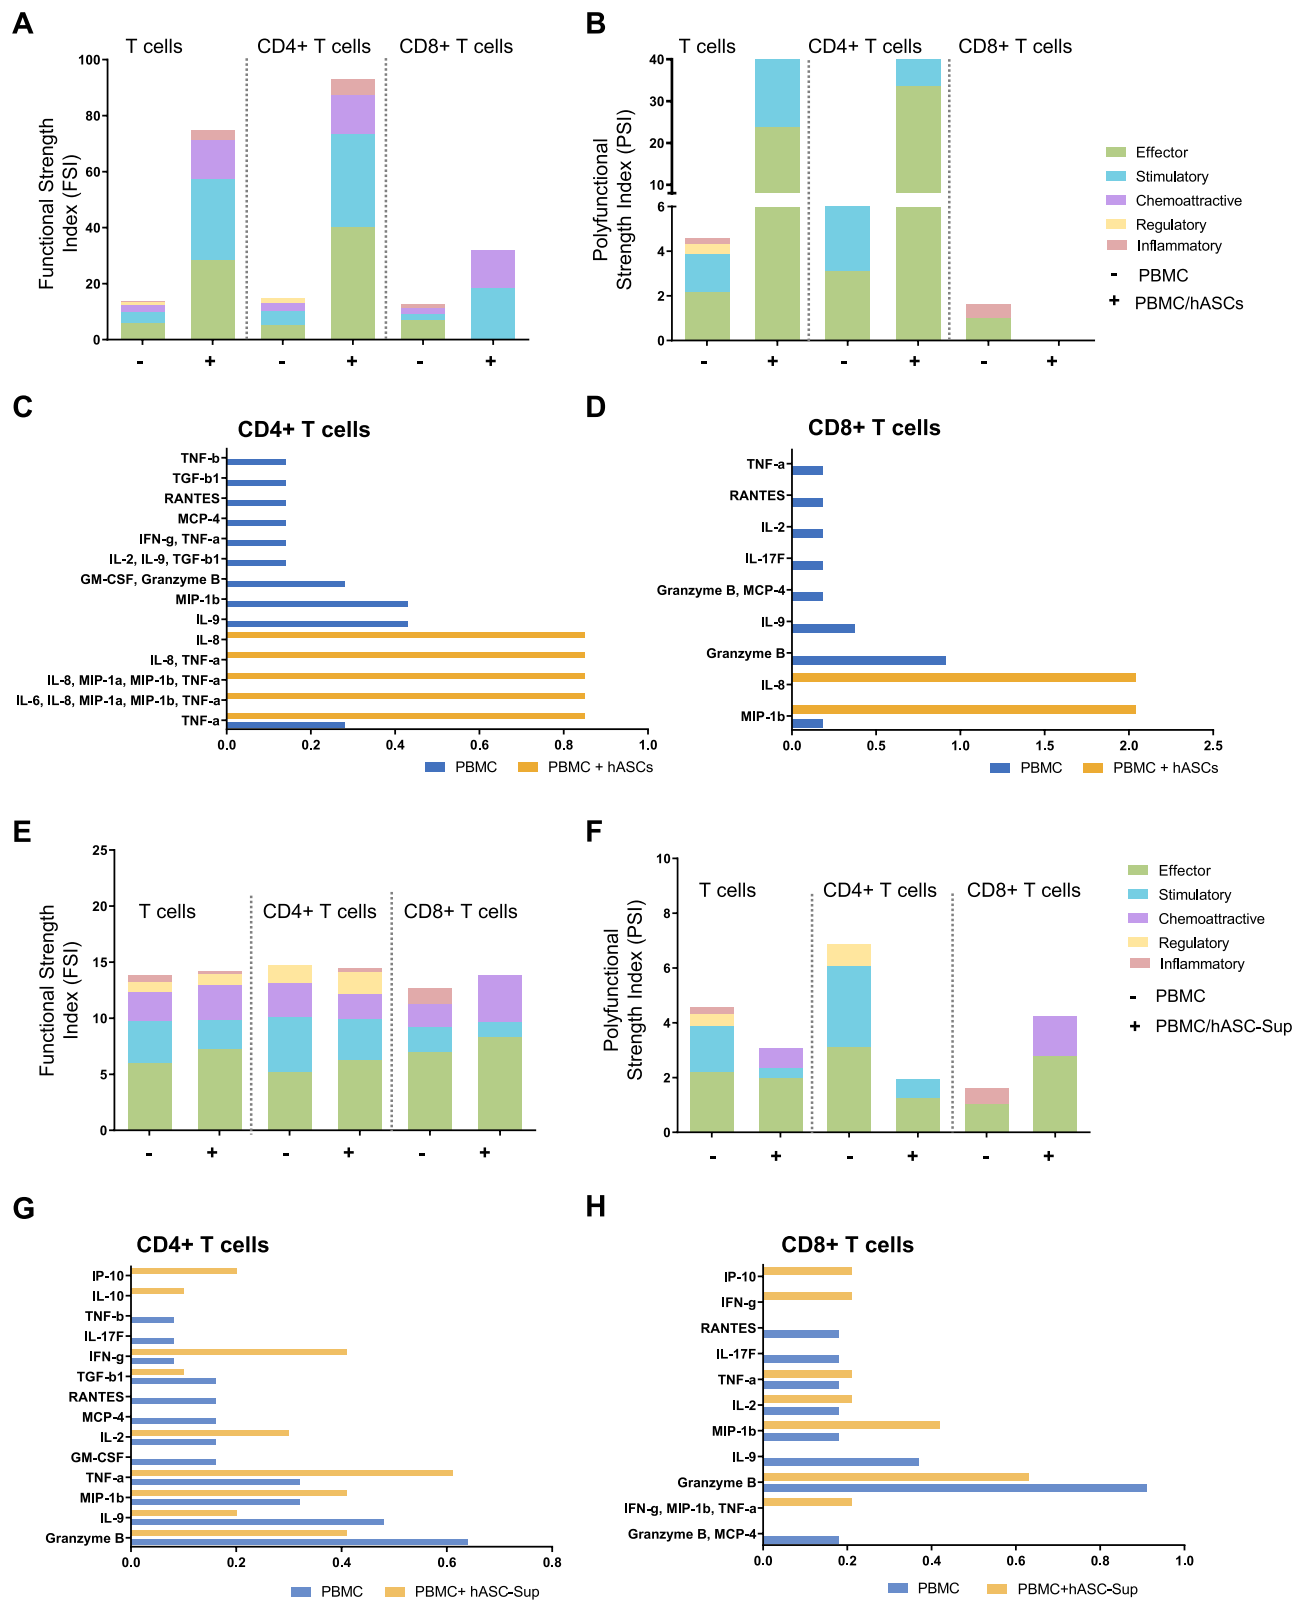 A
T cells
CD4+ T cells
CD8+ T cells
Functional Strength
Index (FSI)
100
80
60
40
20
0
-
+
-
+
-
+
B
T cells
CD4+ T cells
CD8+ T cells
Polyfunctional
Strength Index (PSI)
40
30
20
10
6
4
2
0
-
+
-
+
-
+
Effector
Stimulatory
Chemoattractive
Regulatory
Inflammatory
- PBMC
+ PBMC/hASCs
C
CD4+ T cells
TNF-b
TGF-b1
RANTES
MCP-4
IFN-g, TNF-a
IL-2, IL-9, TGF-b1
GM-CSF, Granzyme B
MIP-1b
IL-9
IL-8
IL-8, TNF-a
IL-8, MIP-1a, MIP-1b, TNF-a
IL-6, IL-8, MIP-1a, MIP-1b, TNF-a
TNF-a
0.0 0.2 0.4 0.6 0.8 1.0
PBMC PBMC + hASCs
D
CD8+ T cells
TNF-a
RANTES
IL-2
IL-17F
Granzyme B, MCP-4
IL-9
Granzyme B
IL-8
MIP-1b
0.0 0.5 1.0 1.5 2.0 2.5
PBMC PBMC + hASCs
E
Functional Strength
Index (FSI)
25
20
15
10
5
0
T cells
CD4+ T cells
CD8+ T cells
-
+
-
+
-
+
F
Polyfunctional
Strength Index (PSI)
10
8
6
4
2
0
T cells
CD4+ T cells
CD8+ T cells
-
+
-
+
-
+
Effector
Stimulatory
Chemoattractive
Regulatory
Inflammatory
- PBMC
+ PBMC/hASC-Sup
G
CD4+ T cells
IP-10
IL-10
TNF-b
IL-17F
IFN-g
TGF-b1
RANTES
MCP-4
IL-2
GM-CSF
TNF-a
MIP-1b
IL-9
Granzyme B
0.0 0.2 0.4 0.6 0.8
PBMC PBMC+ hASC-Sup
H
CD8+ T cells
IP-10
IFN-g
RANTES
IL-17F
TNF-a
IL-2
MIP-1b
IL-9
Granzyme B
IFN-g, MIP-1b, TNF-a
Granzyme B, MCP-4
0.0 0.2 0.4 0.6 0.8 1.0
PBMC PBMC+hASC-Sup